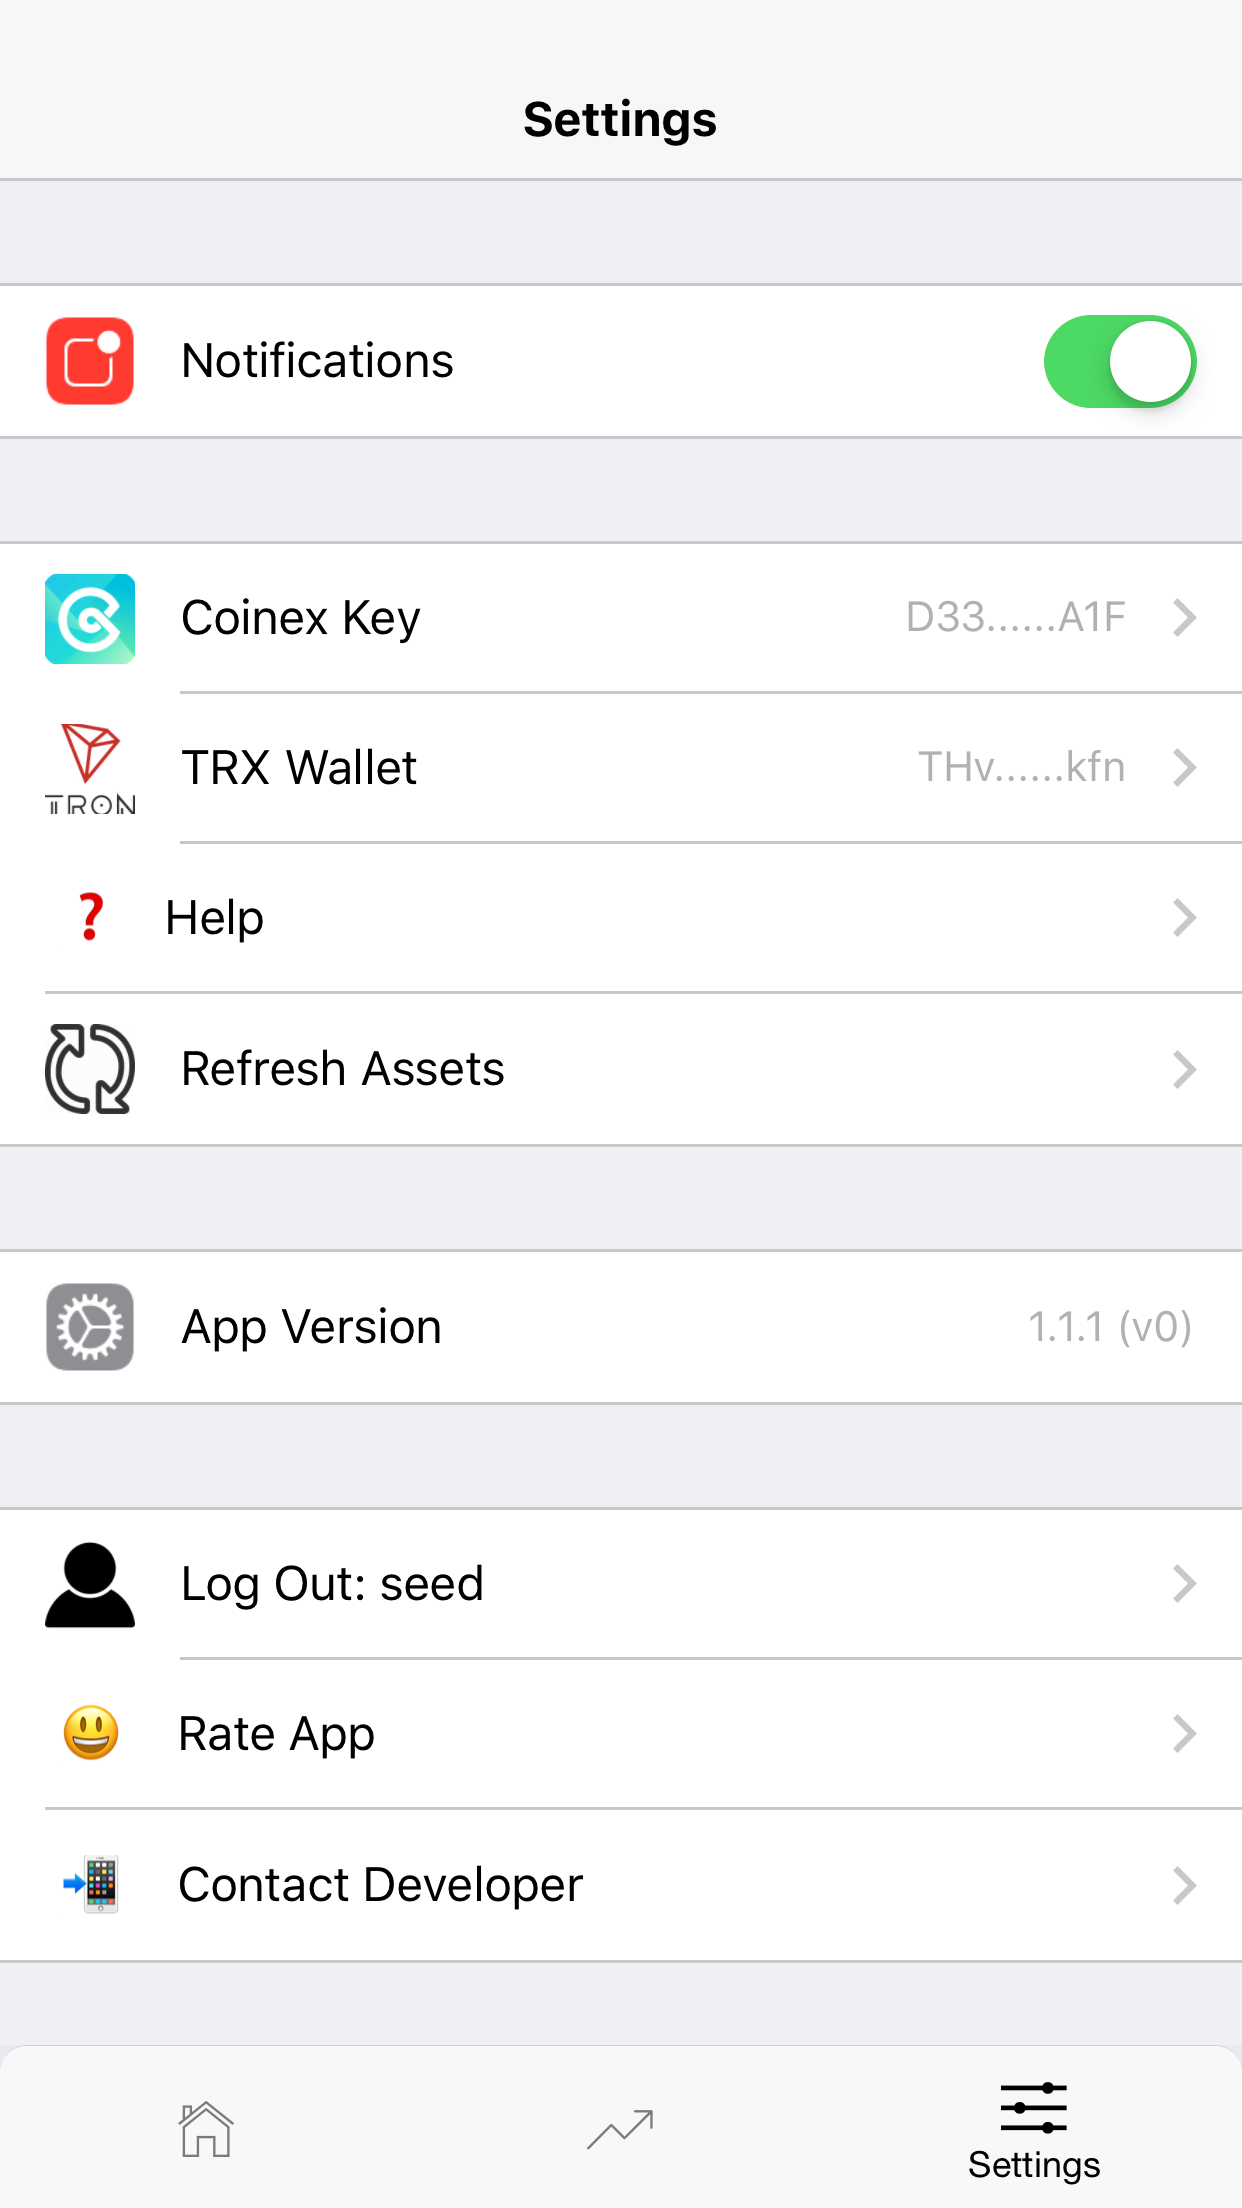 Settings
Notifications
Coinex Key D33......A1F
TRX Wallet THv......kfn
TRON
Help
Refresh Assets
App Version 1.1.1 (v0)
Log Out: seed
Rate App
Contact Developer
Settings